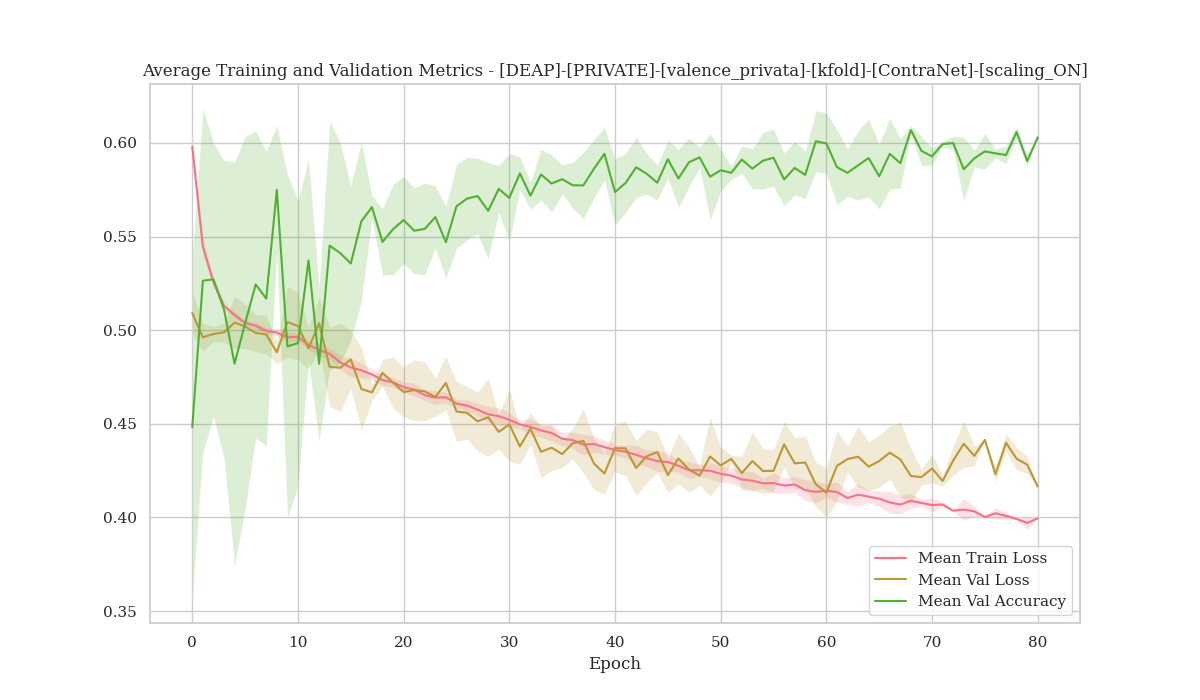 Average Training and Validation Metrics - [DEAP]-[PRIVATE]-[valence_privata]-[kfold]-[ContraNet]-[scaling_ON]
0.60
0.55
0.50
0.45
0.40
0.35
Mean Train Loss
Mean Val Loss
Mean Val Accuracy
0 10 20 30 40 50 60 70 80
Epoch